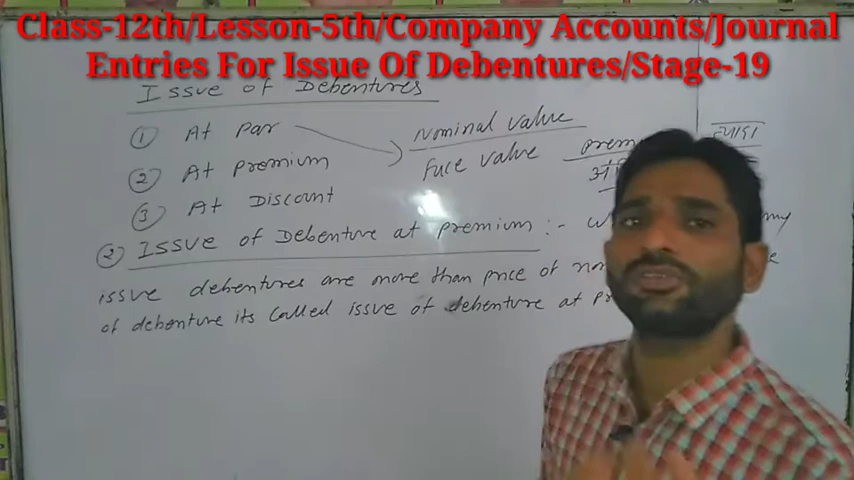 Class-12th/Lesson-5th/Company Accounts/Journal
Entries For Issue Of Debentures/Stage-19
Issue of Debentures
① At Par
Nominal value
Face value
② At premium
③ At Discount
② Issue of Debenture at premium :-
issue debentures are more than price of
of debenture its called issue of debenture at